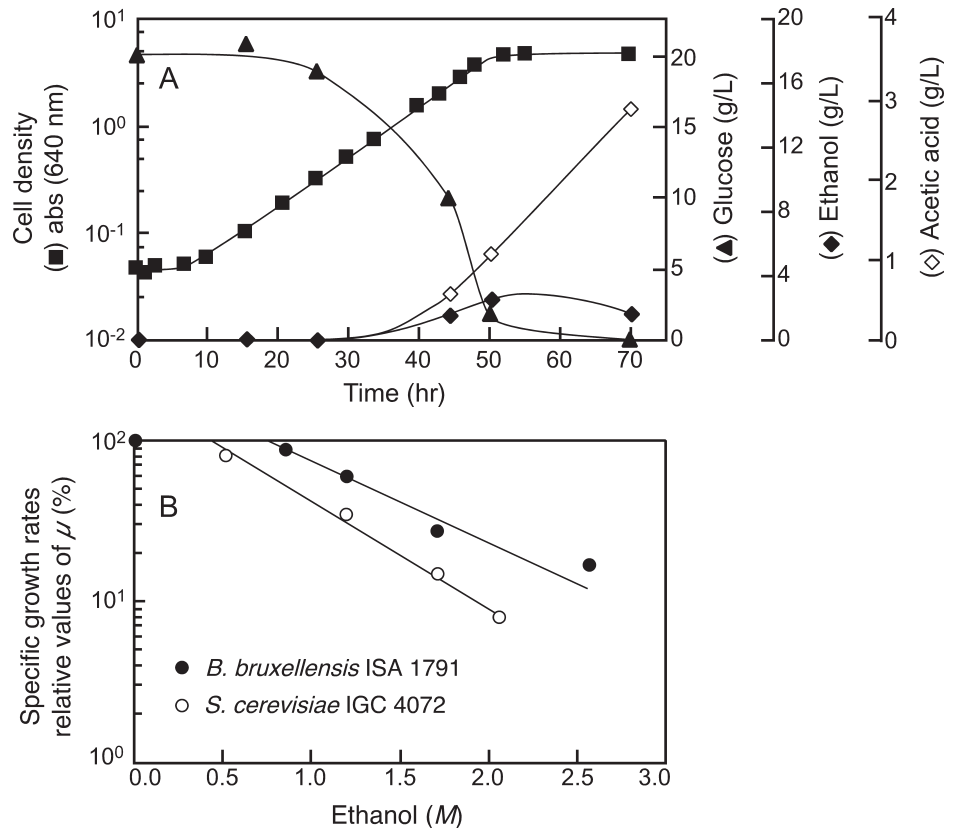 A
10¹
10⁰
10⁻¹
10⁻²
Cell density
(■) abs (640 nm)
0 10 20 30 40 50 60 70
Time (hr)
20
15
10
5
0
(▲) Glucose (g/L)
20
16
12
8
4
0
(◆) Ethanol (g/L)
4
3
2
1
0
(◇) Acetic acid (g/L)
B
10²
10¹
10⁰
Specific growth rates
relative values of μ (%)
● B. bruxellensis ISA 1791
○ S. cerevisiae IGC 4072
0.0 0.5 1.0 1.5 2.0 2.5 3.0
Ethanol (M)